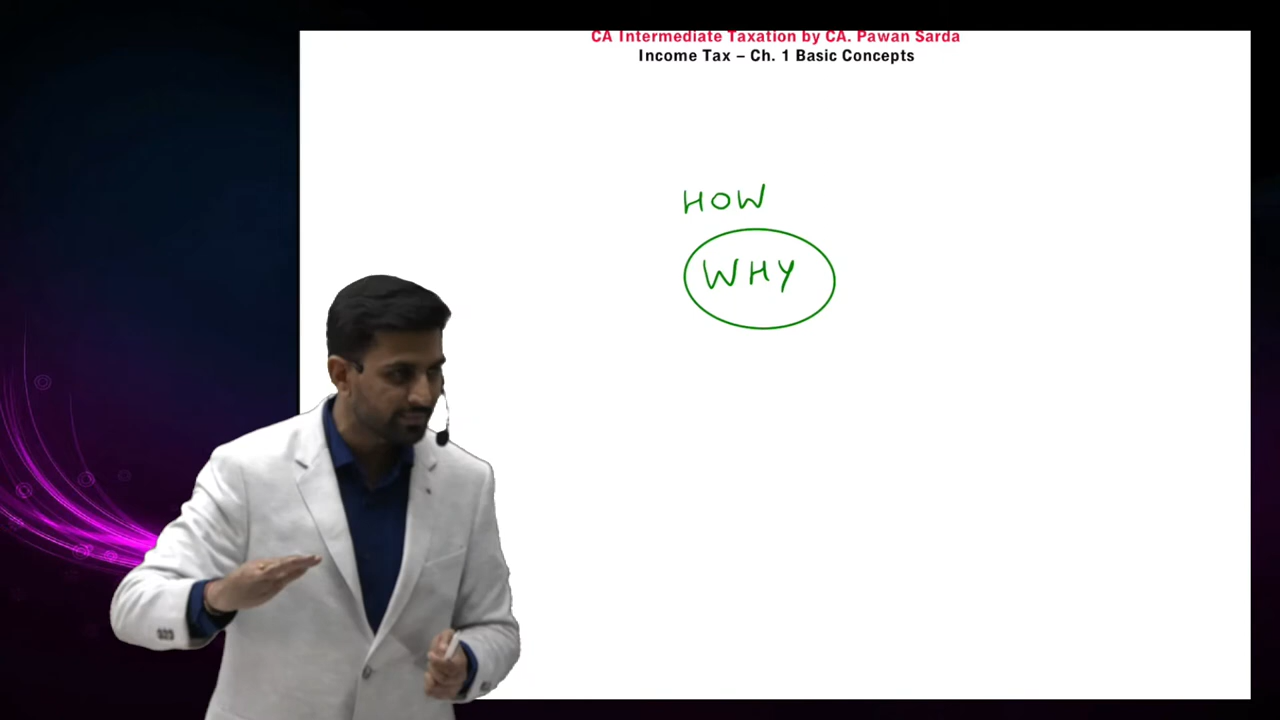 CA Intermediate Taxation by CA. Pawan Sarda
Income Tax – Ch. 1 Basic Concepts
HOW
WHY